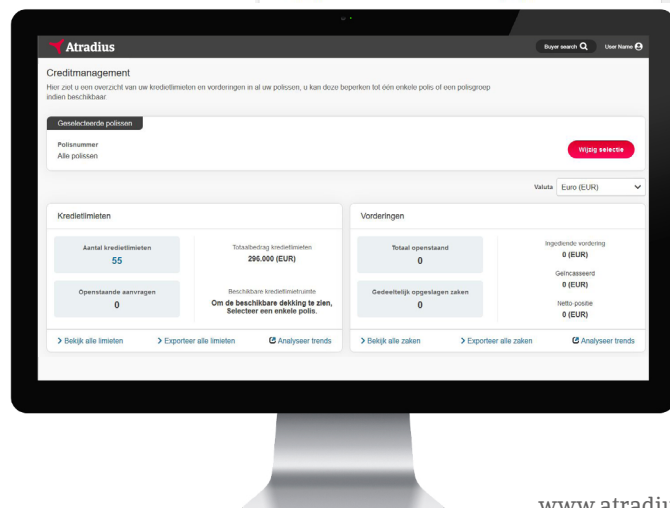 Atradius
Buyer search
User Name
Creditmanagement
Hier ziet u een overzicht van uw kredietlimieten en vorderingen in al uw polissen, u kan deze beperken tot één enkele polis of een polisgroep
indien beschikbaar
Geselecteerde polissen
Polisnummer
Alle polissen
Wijzig selectie
Valuta
Euro (EUR)
Kredietlimieten
Aantal kredietlimieten
55
Totaalbedrag kredietlimieten
296.000 (EUR)
Openstaande aanvragen
0
Beschikbare kredietlimietruimte
Om de beschikbare dekking te zien,
Selecteer een enkele polis.
Bekijk alle limieten
Exporteer alle limieten
Analyseer trends
Vorderingen
Totaal openstaand
0
Ingediende vordering
0 (EUR)
Geïncasseerd
0 (EUR)
Gedeeltelijk opgeslagen zaken
0
Netto-positie
0 (EUR)
Bekijk alle zaken
Exporteer alle zaken
Analyseer trends
www.atradiu